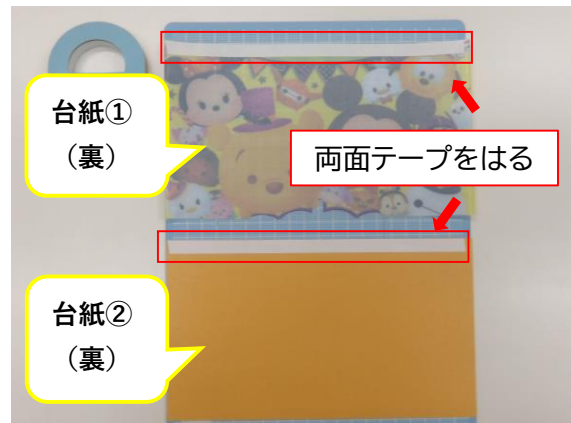 台紙①
（裏）
両面テープをはる
台紙②
（裏）